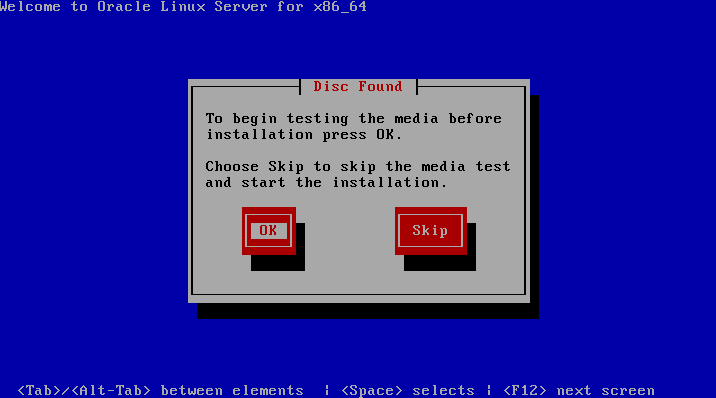 Welcome to Oracle Linux Server for x86_64
Disc Found
To begin testing the media before
installation press OK.
Choose Skip to skip the media test
and start the installation.
OK Skip
<Tab>/<Alt-Tab> between elements | <Space> selects | <F12> next screen